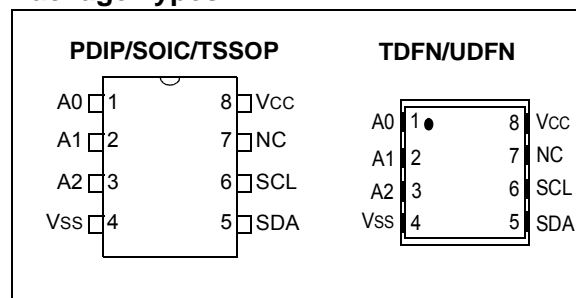 PDIP/SOIC/TSSOP
A0 1 8 VCC
A1 2 7 NC
A2 3 6 SCL
VSS 4 5 SDA
TDFN/UDFN
A0 1 8 VCC
A1 2 7 NC
A2 3 6 SCL
VSS 4 5 SDA